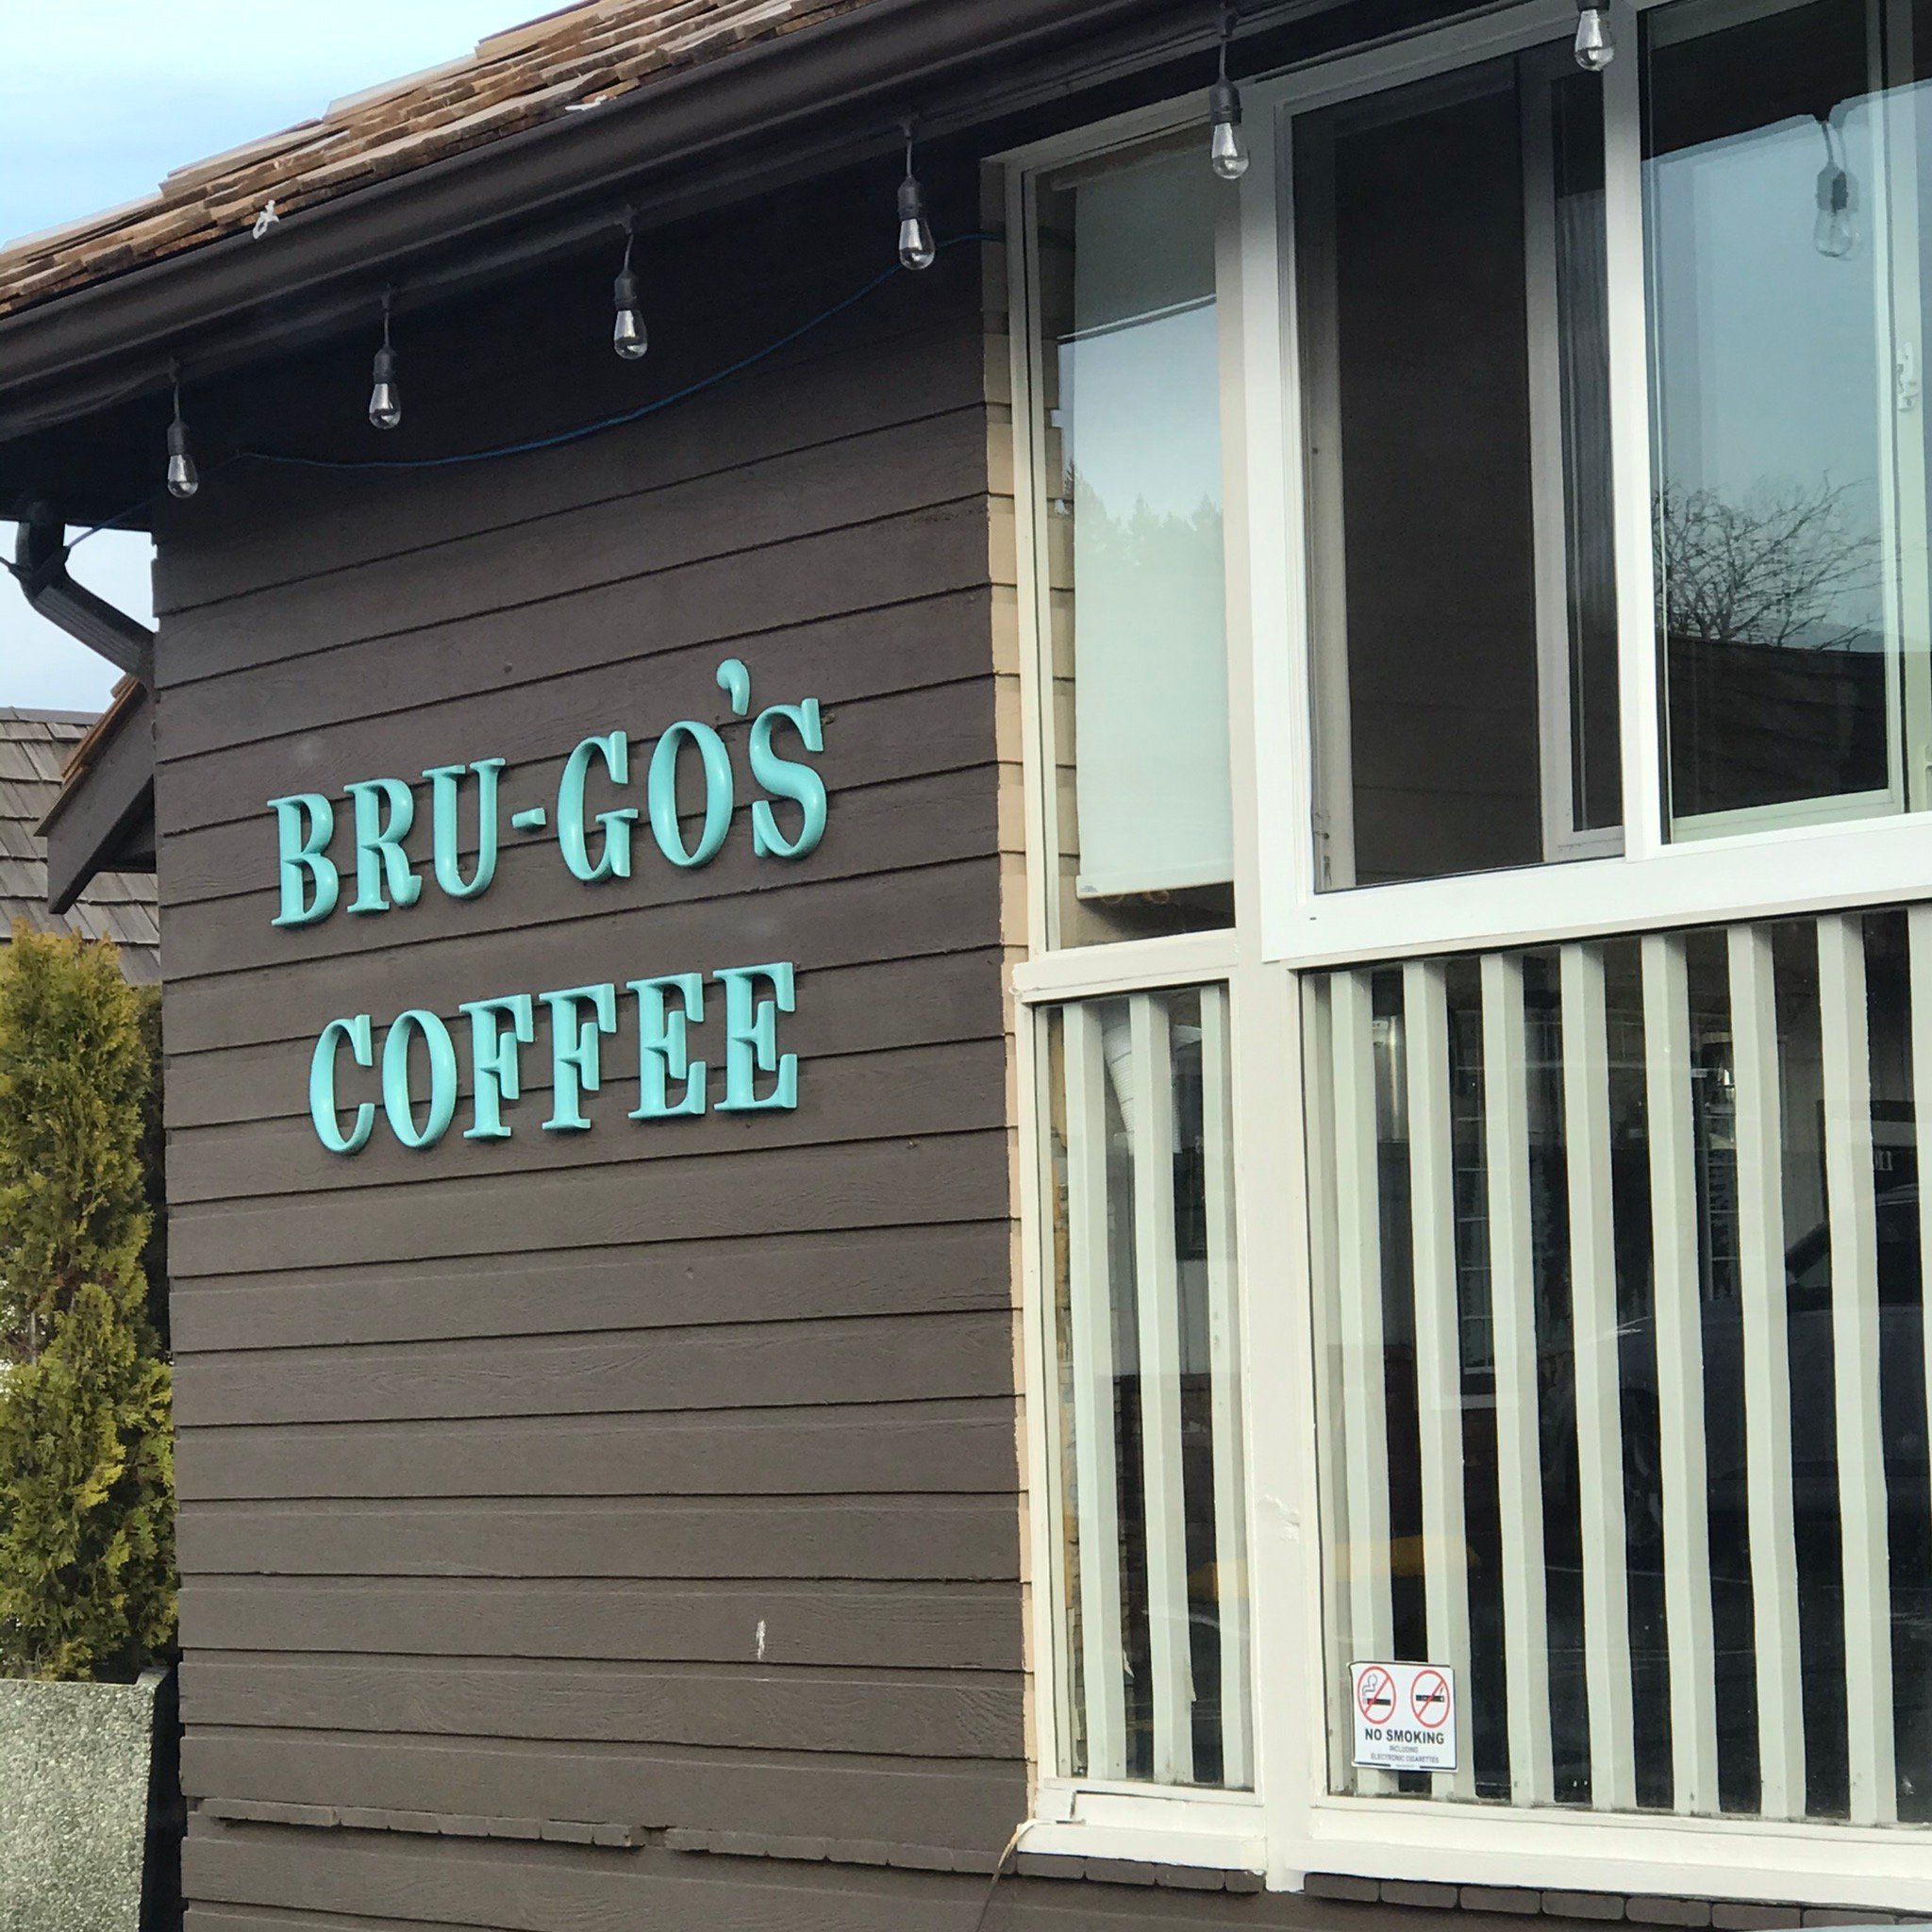 BRU-GO'S
COFFEE
NO SMOKING
INCLUDING
ELECTRONIC CIGARETTES